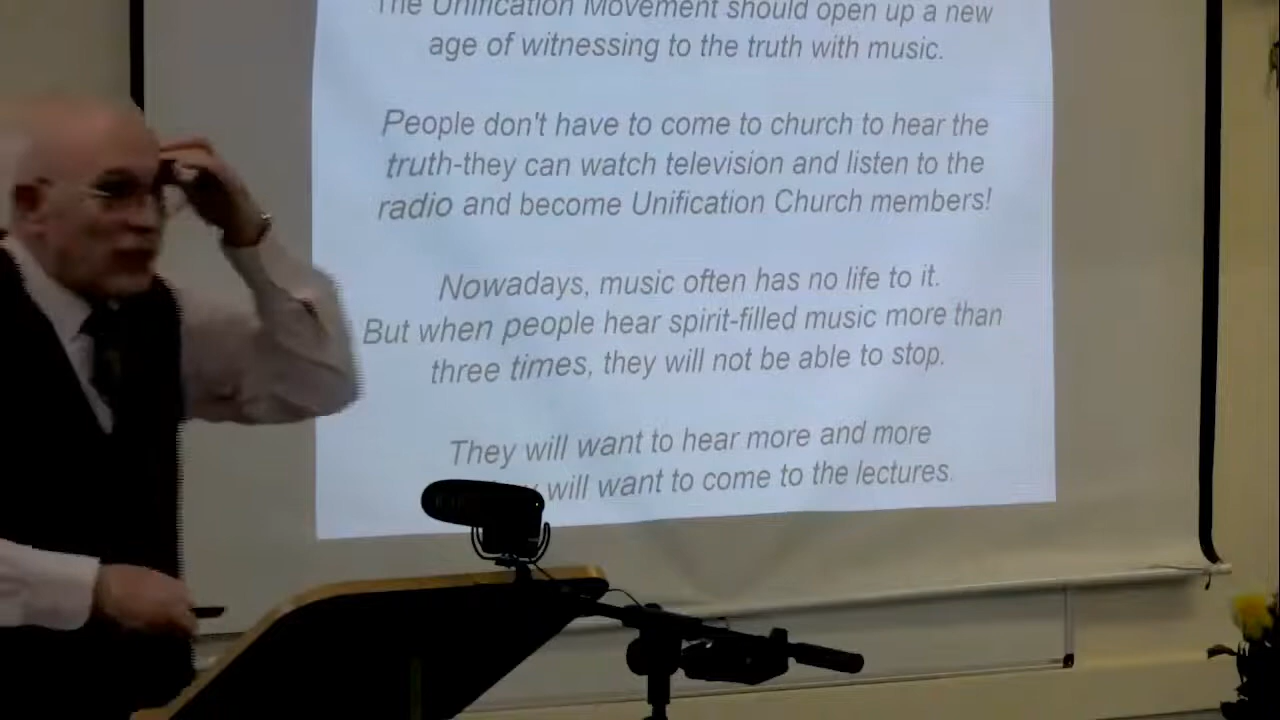 The Unification Movement should open up a new
age of witnessing to the truth with music.
People don't have to come to church to hear the
truth-they can watch television and listen to the
radio and become Unification Church members!
Nowadays, music often has no life to it.
But when people hear spirit-filled music more than
three times, they will not be able to stop.
They will want to hear more and more
will want to come to the lectures.